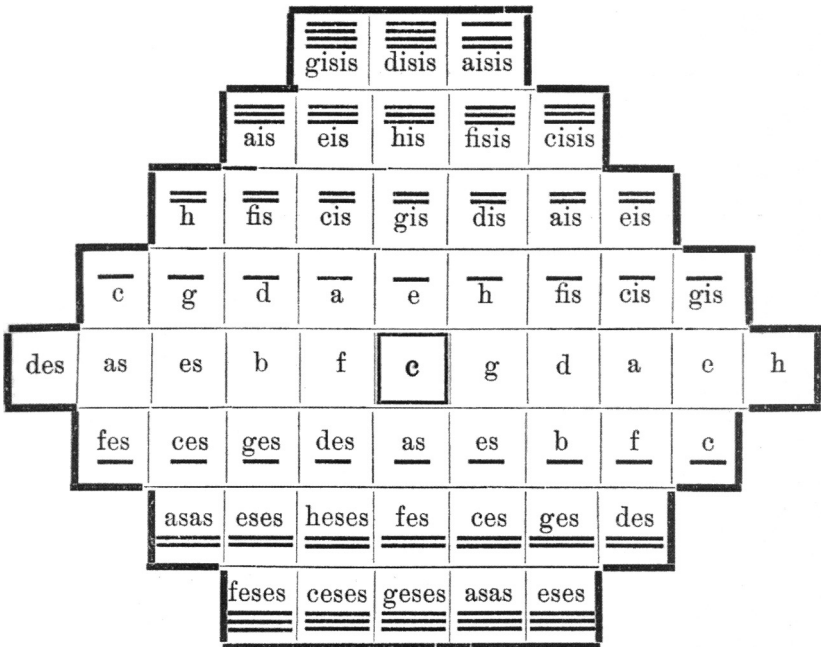 gisis disis aisis
ais eis his fisis cisis
h fis cis gis dis ais eis
c g d a e h fis cis gis
des as es b f c g d a e h
fes ces ges des as es b f c
asas eses heses fes ces ges des
feses ceses geses asas eses